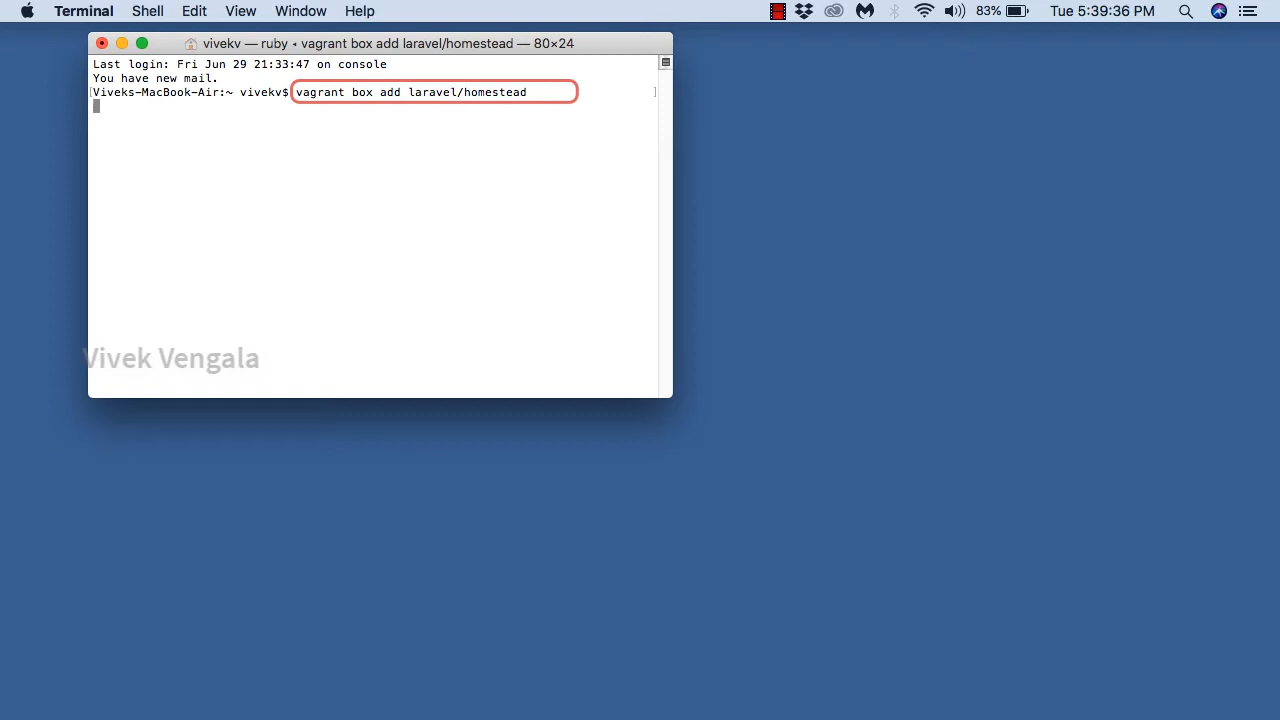 Terminal Shell Edit View Window Help 83% Tue 5:39:36 PM
vivekv — ruby ◂ vagrant box add laravel/homestead — 80×24
Last login: Fri Jun 29 21:33:47 on console
You have new mail.
[Viveks-MacBook-Air:~ vivekv$ vagrant box add laravel/homestead ]
Vivek Vengala